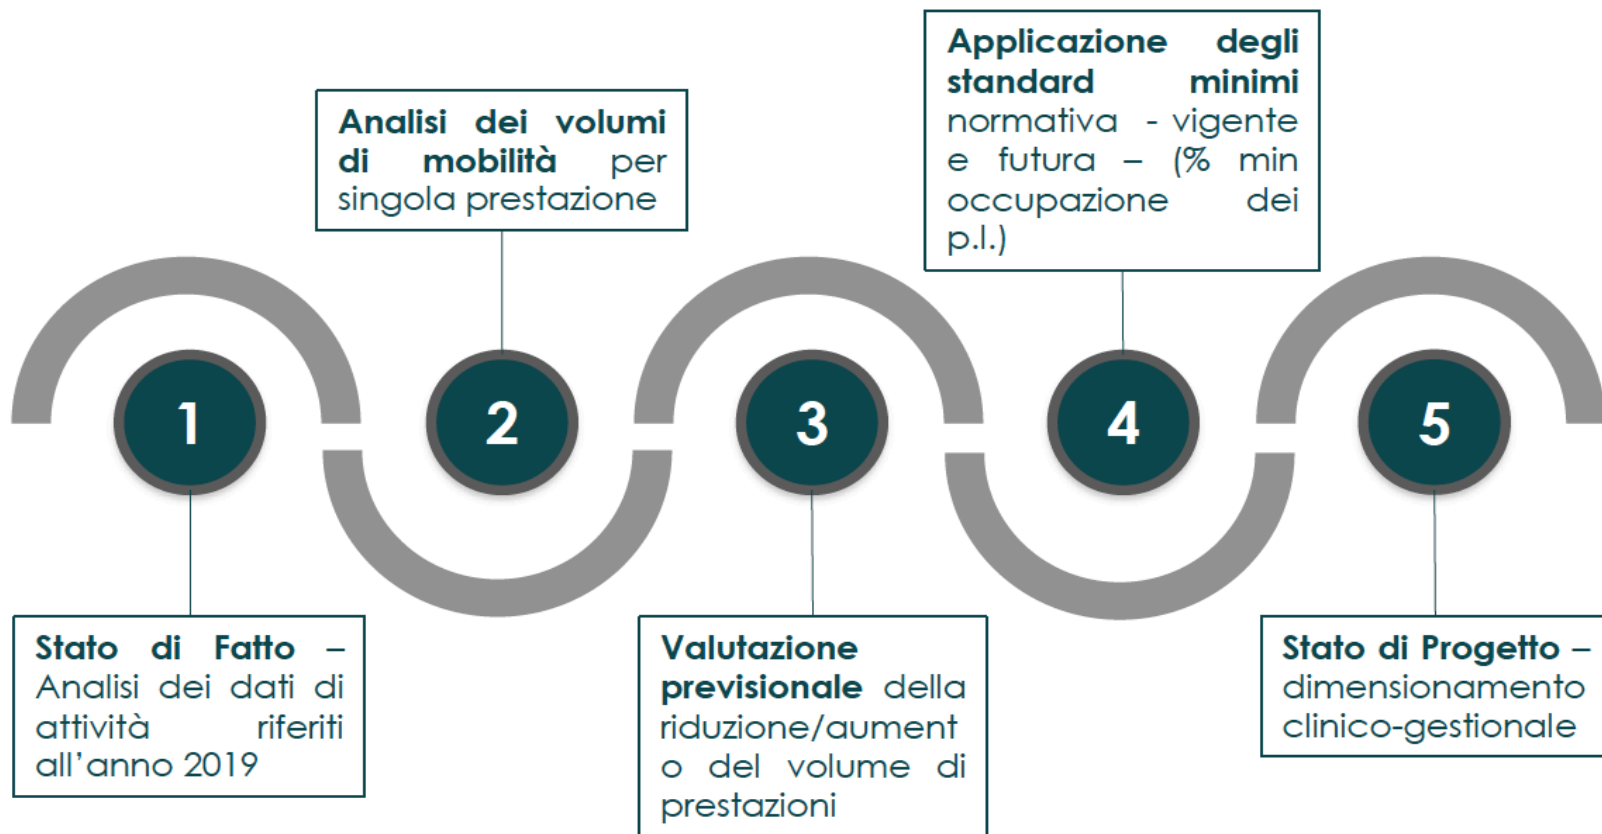 1
Stato di Fatto –
Analisi dei dati di
attività riferiti
all’anno 2019
2
Analisi dei volumi
di mobilità per
singola prestazione
3
Valutazione
previsionale della
riduzione/aument
o del volume di
prestazioni
4
Applicazione degli
standard minimi
normativa - vigente
e futura – (% min
occupazione dei
p.l.)
5
Stato di Progetto –
dimensionamento
clinico-gestionale